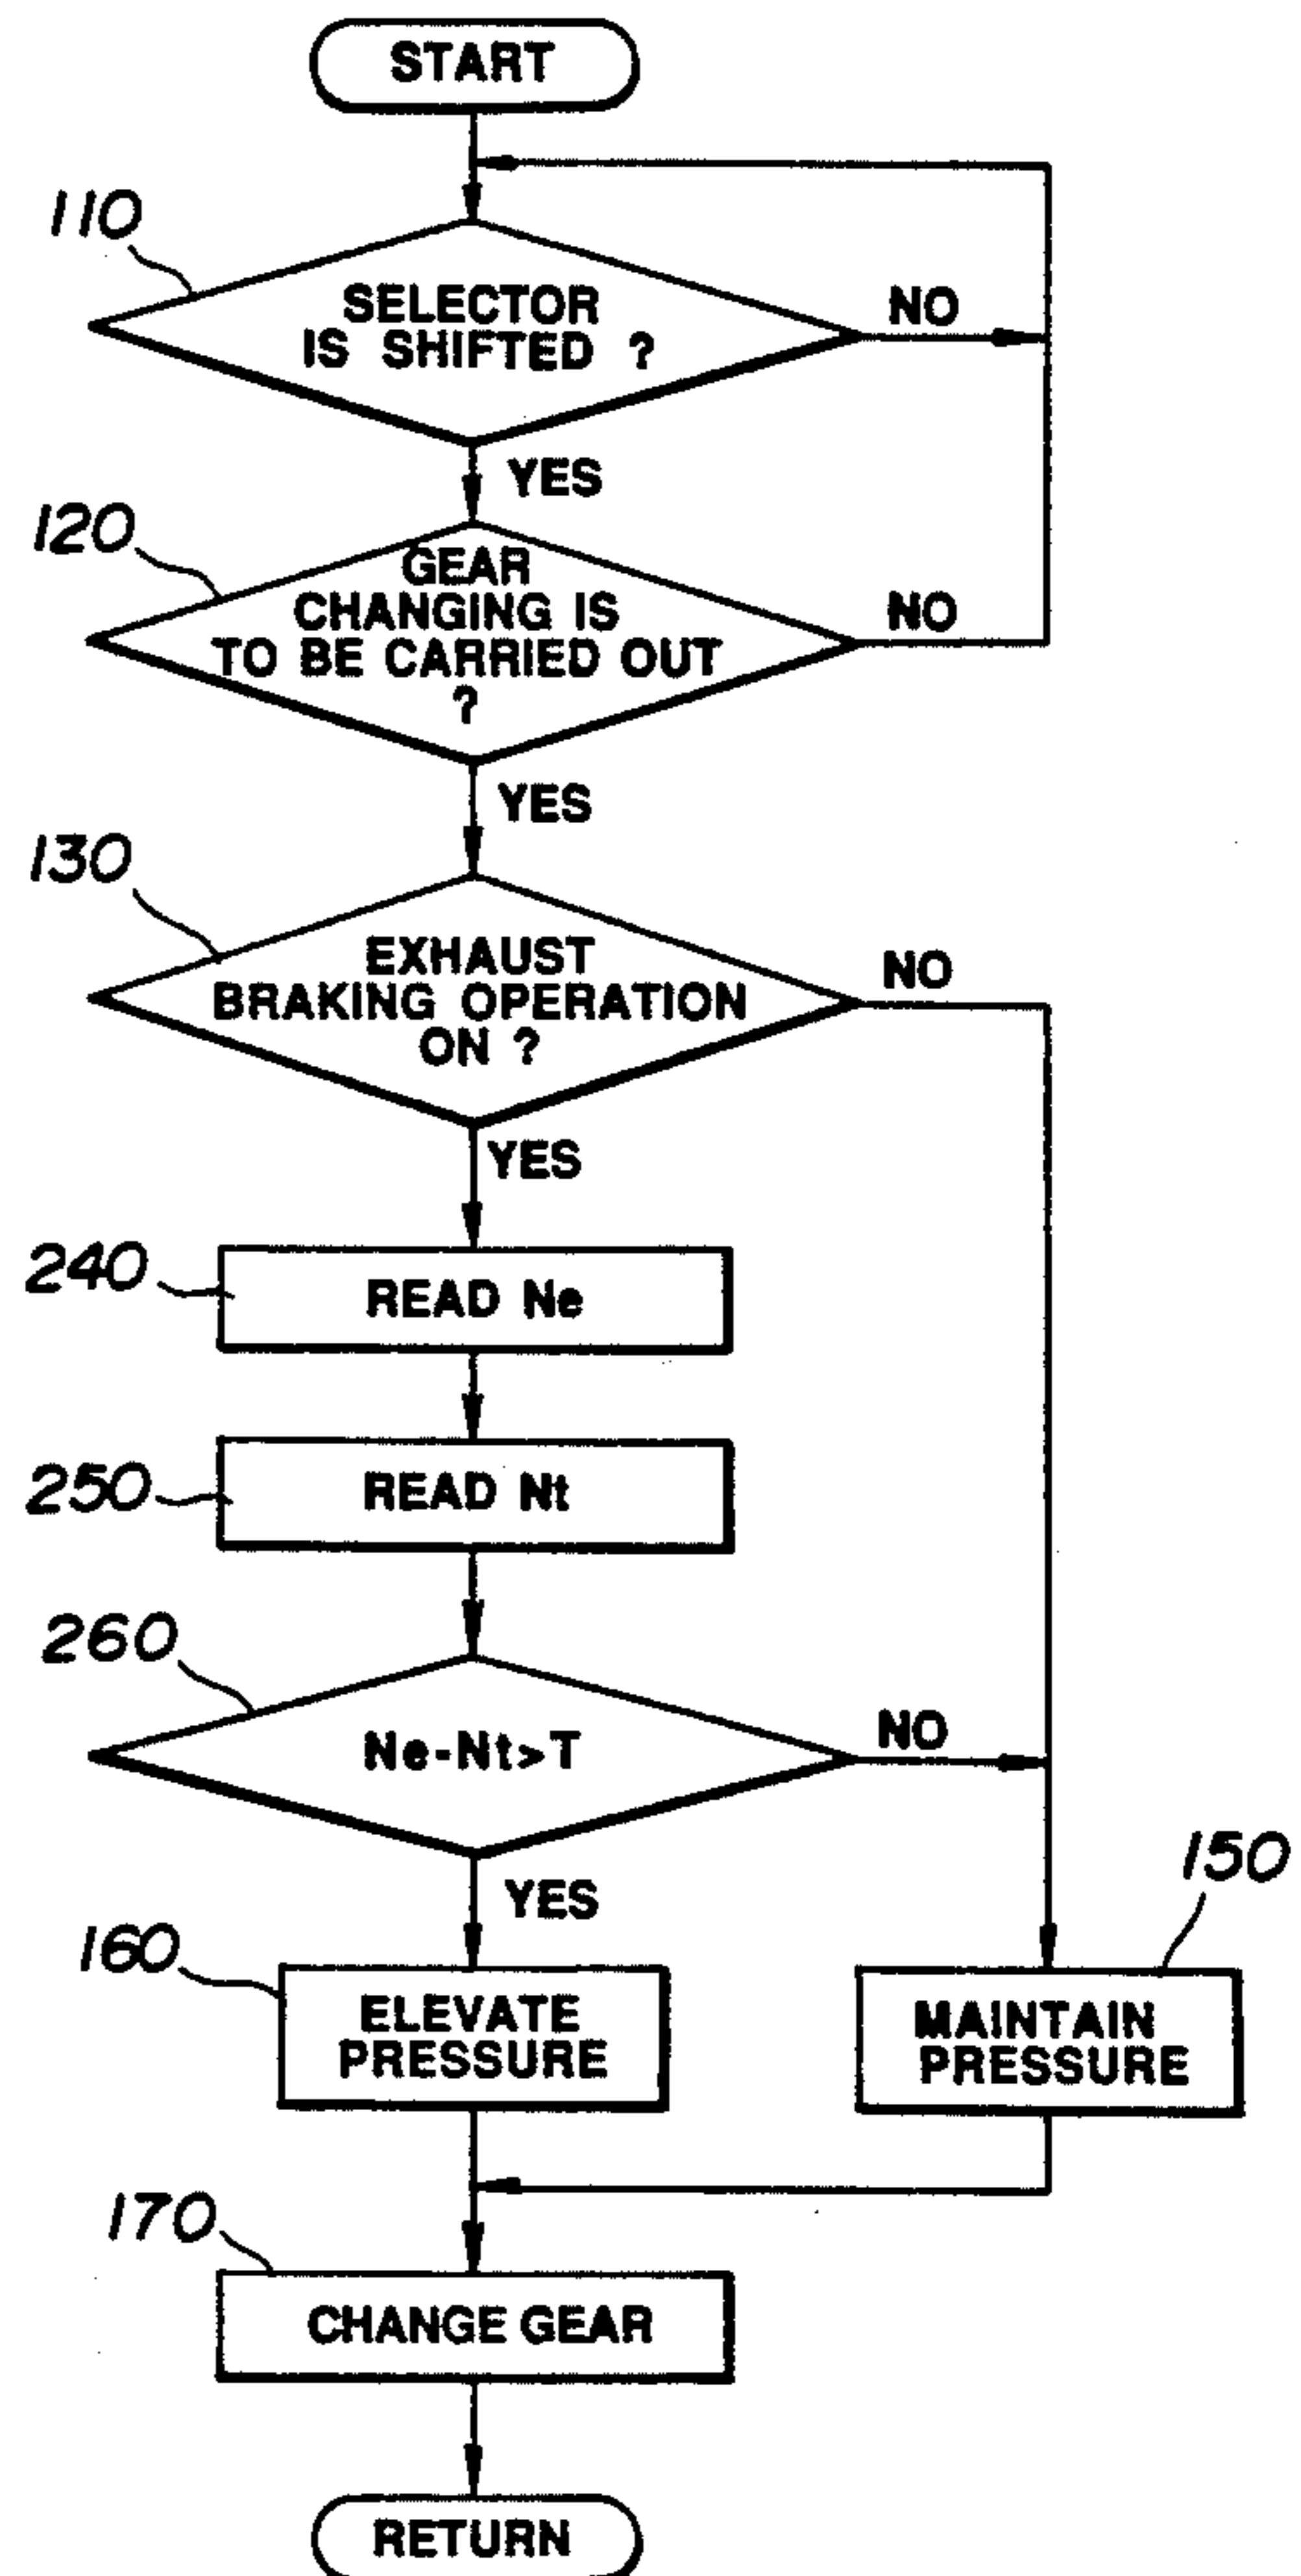 START
110
SELECTOR
IS SHIFTED ?
NO
YES
120
GEAR
CHANGING IS
TO BE CARRIED OUT
?
NO
YES
130
EXHAUST
BRAKING OPERATION
ON ?
NO
YES
240
READ Ne
250
READ Nt
260
Ne-Nt>T
NO
YES
150
160
ELEVATE
PRESSURE
MAINTAIN
PRESSURE
170
CHANGE GEAR
RETURN